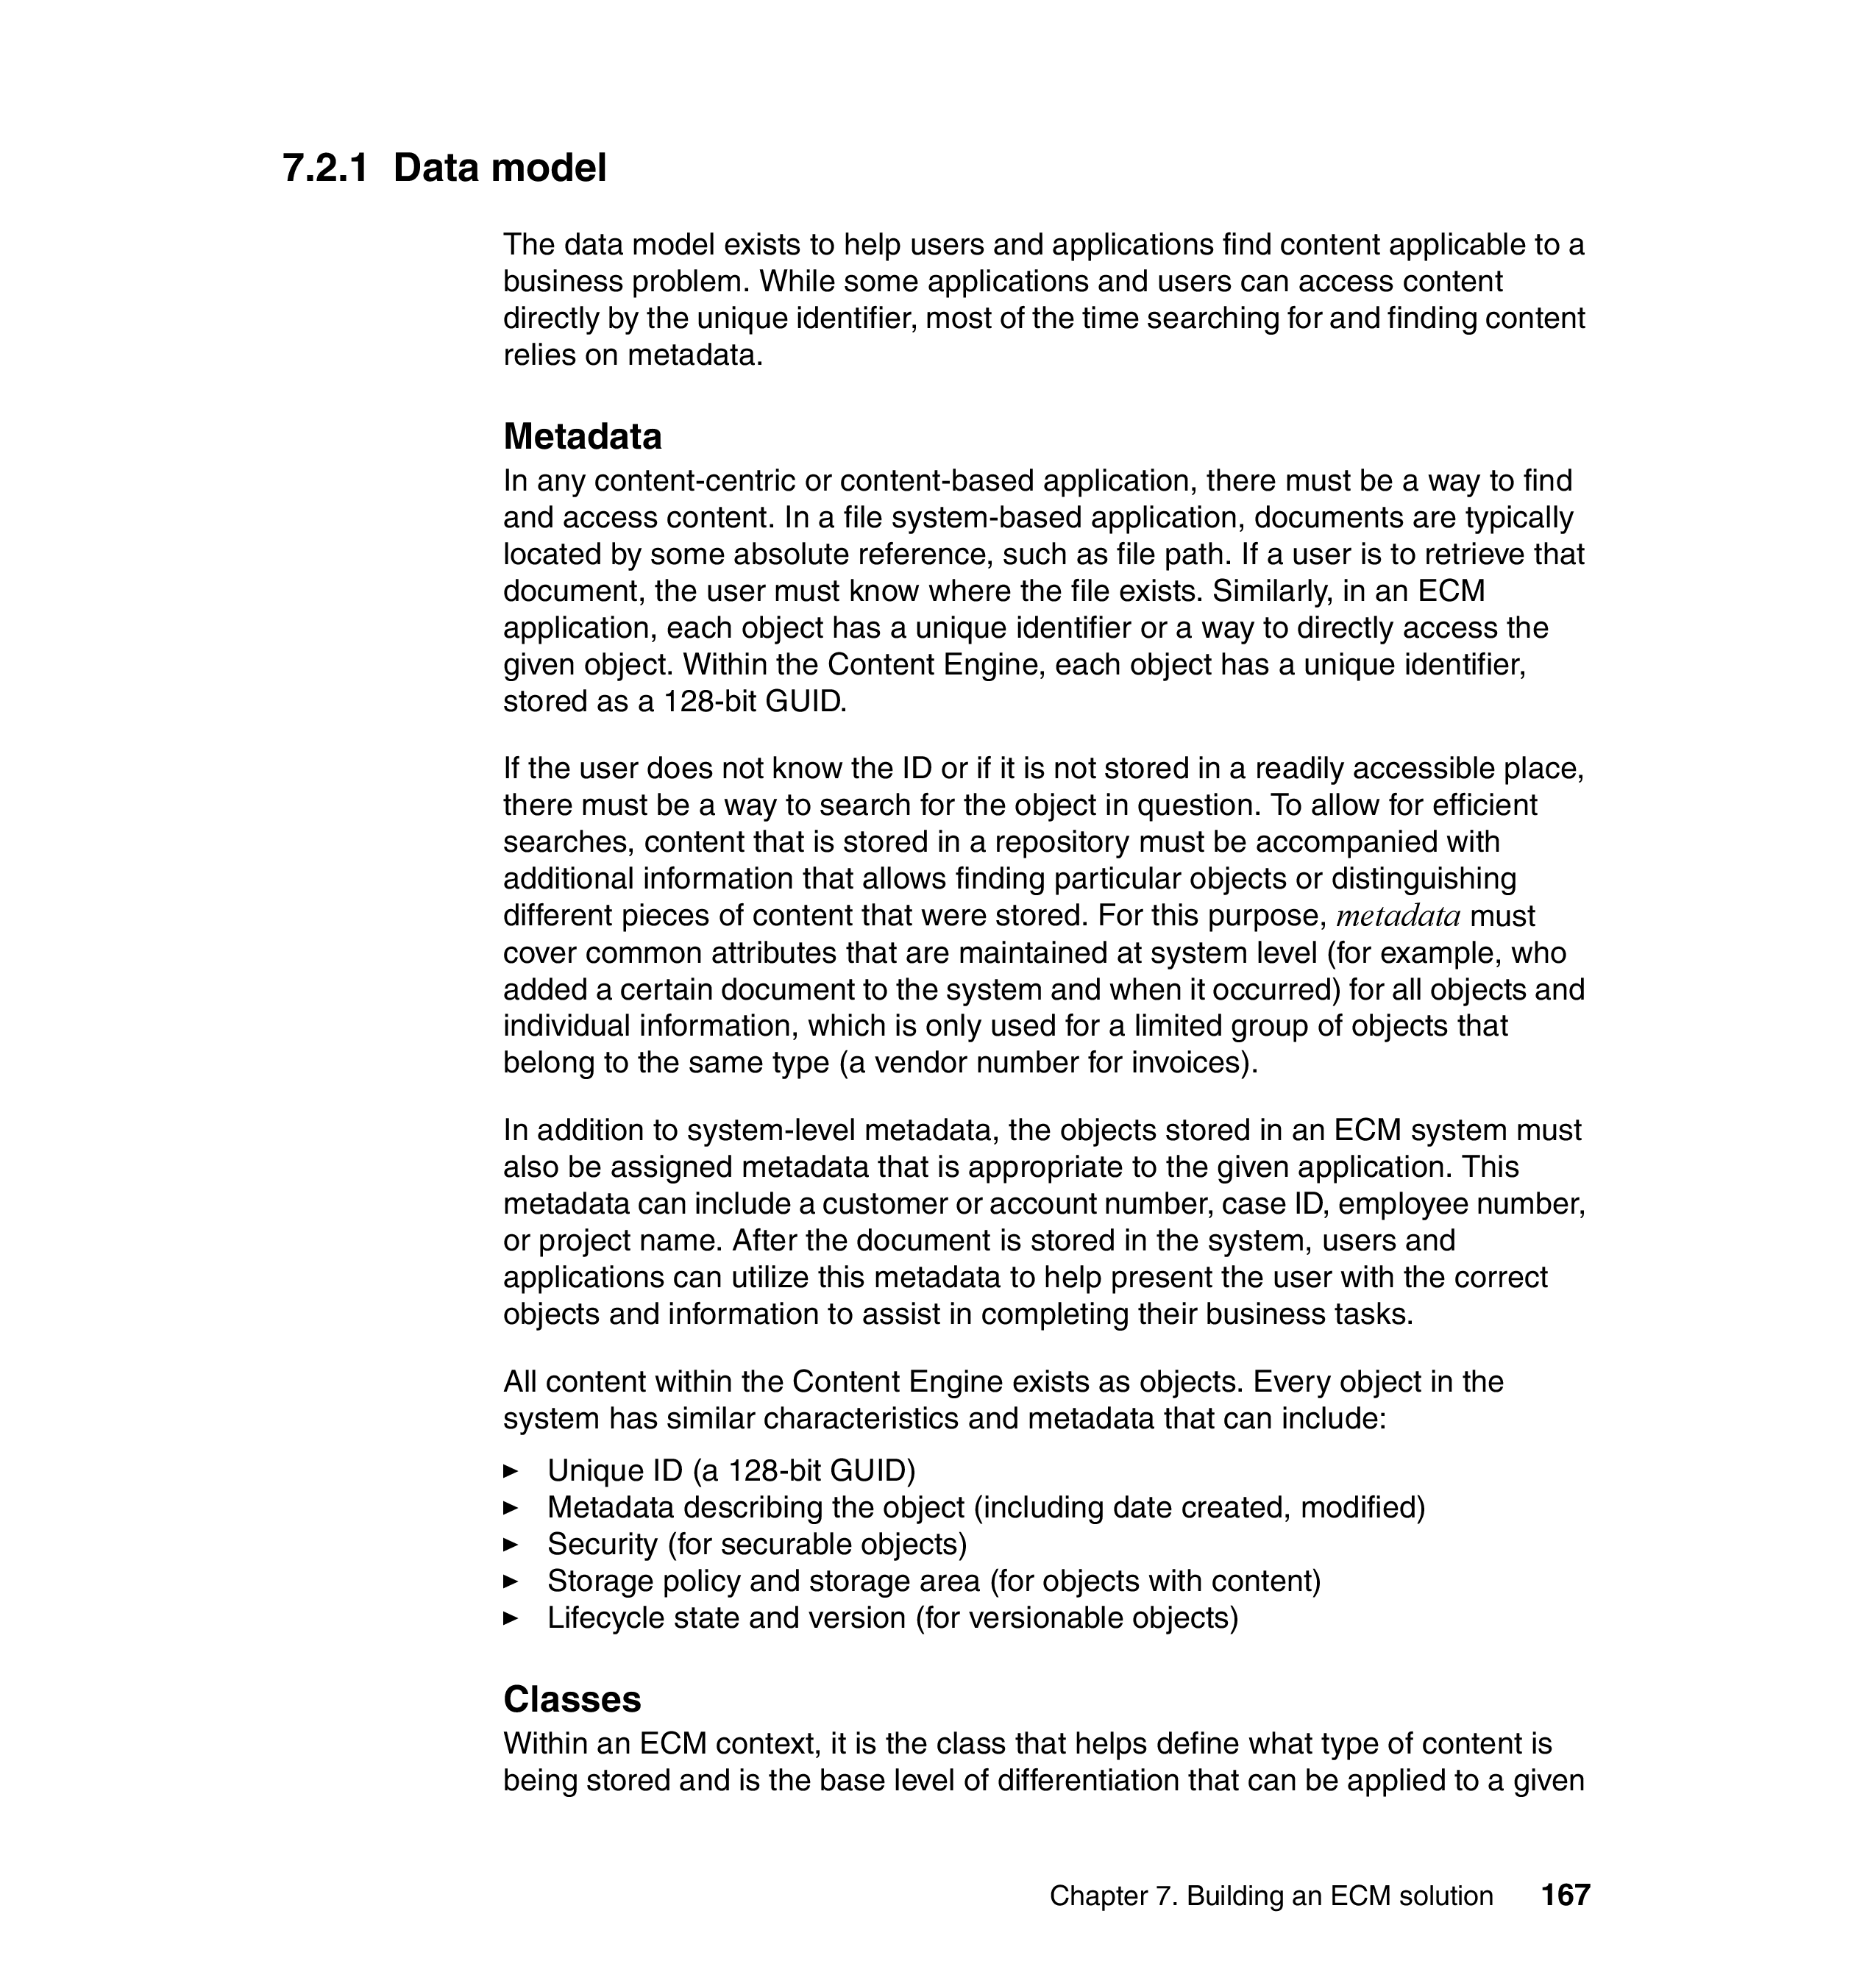 7.2.1 Data model
The data model exists to help users and applications find content applicable to a
business problem. While some applications and users can access content
directly by the unique identifier, most of the time searching for and finding content
relies on metadata.
Metadata
In any content-centric or content-based application, there must be a way to find
and access content. In a file system-based application, documents are typically
located by some absolute reference, such as file path. If a user is to retrieve that
document, the user must know where the file exists. Similarly, in an ECM
application, each object has a unique identifier or a way to directly access the
given object. Within the Content Engine, each object has a unique identifier,
stored as a 128-bit GUID.
If the user does not know the ID or if it is not stored in a readily accessible place,
there must be a way to search for the object in question. To allow for efficient
searches, content that is stored in a repository must be accompanied with
additional information that allows finding particular objects or distinguishing
different pieces of content that were stored. For this purpose, metadata must
cover common attributes that are maintained at system level (for example, who
added a certain document to the system and when it occurred) for all objects and
individual information, which is only used for a limited group of objects that
belong to the same type (a vendor number for invoices).
In addition to system-level metadata, the objects stored in an ECM system must
also be assigned metadata that is appropriate to the given application. This
metadata can include a customer or account number, case ID, employee number,
or project name. After the document is stored in the system, users and
applications can utilize this metadata to help present the user with the correct
objects and information to assist in completing their business tasks.
All content within the Content Engine exists as objects. Every object in the
system has similar characteristics and metadata that can include:
► Unique ID (a 128-bit GUID)
► Metadata describing the object (including date created, modified)
► Security (for securable objects)
► Storage policy and storage area (for objects with content)
► Lifecycle state and version (for versionable objects)
Classes
Within an ECM context, it is the class that helps define what type of content is
being stored and is the base level of differentiation that can be applied to a given
Chapter 7. Building an ECM solution 167